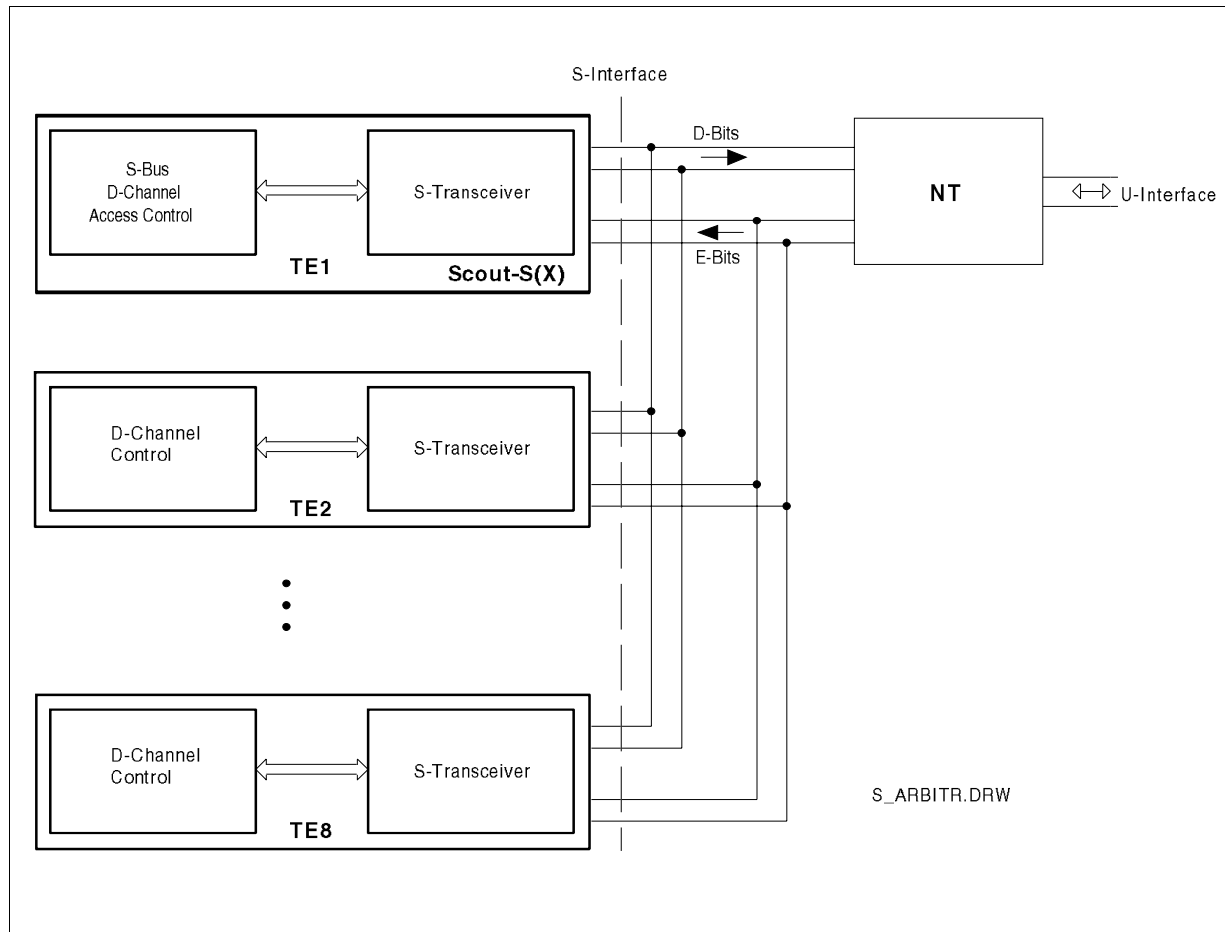 S-Interface
S-Bus
D-Channel
Access Control
S-Transceiver
TE1
Scout-S(X)
D-Bits
E-Bits
NT
U-Interface
D-Channel
Control
S-Transceiver
TE2
D-Channel
Control
S-Transceiver
TE8
S_ARBITR.DRW